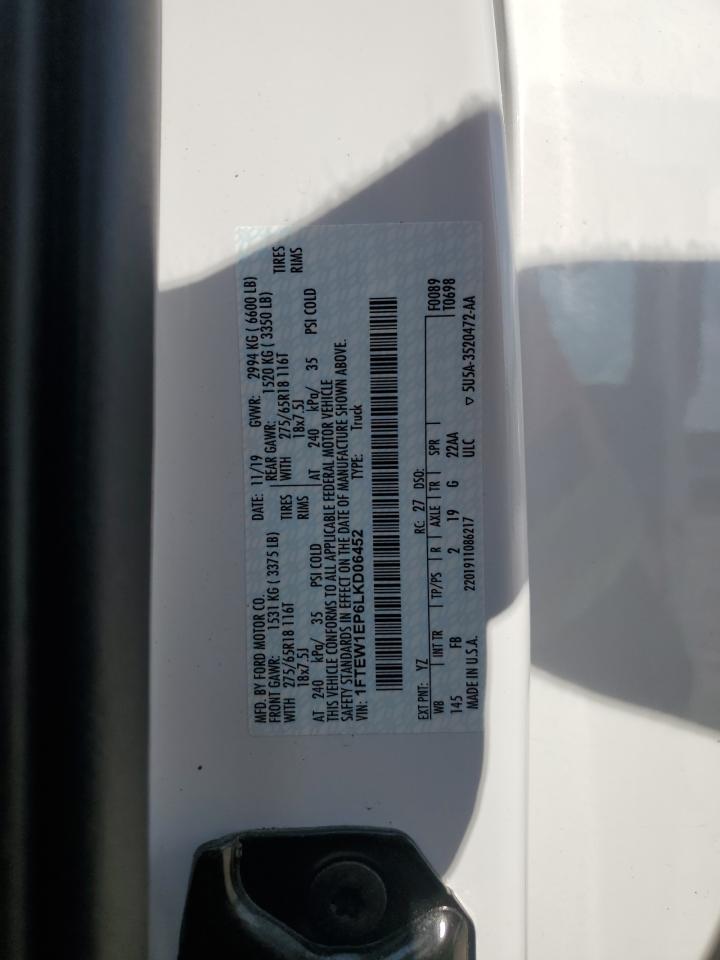 MFD. BY FORD MOTOR CO.
DATE: 11/19 GVWR: 2994 KG ( 6600 LB)
FRONT GAWR: 1531 KG ( 3375 LB) REAR GAWR: 1520 KG ( 3350 LB)
WITH 275/65R18 116T TIRES WITH 275/65R18 116T TIRES
18x7.5J RIMS 18x7.5J RIMS
AT 240 kPa/ 35 PSI COLD AT 240 kPa/ 35 PSI COLD
THIS VEHICLE CONFORMS TO ALL APPLICABLE FEDERAL MOTOR VEHICLE
SAFETY STANDARDS IN EFFECT ON THE DATE OF MANUFACTURE SHOWN ABOVE.
VIN: 1FTEW1EP6LKD06452 TYPE: Truck
EXT PNT: YZ RC: 27 DSO: F0089
WB INT TR TP/PS R AXLE TR SPR T0698
145 FB 2 19 G 22AA
MADE IN U.S.A. 2201911086217 ULC ▽ 5U5A-3520472-AA